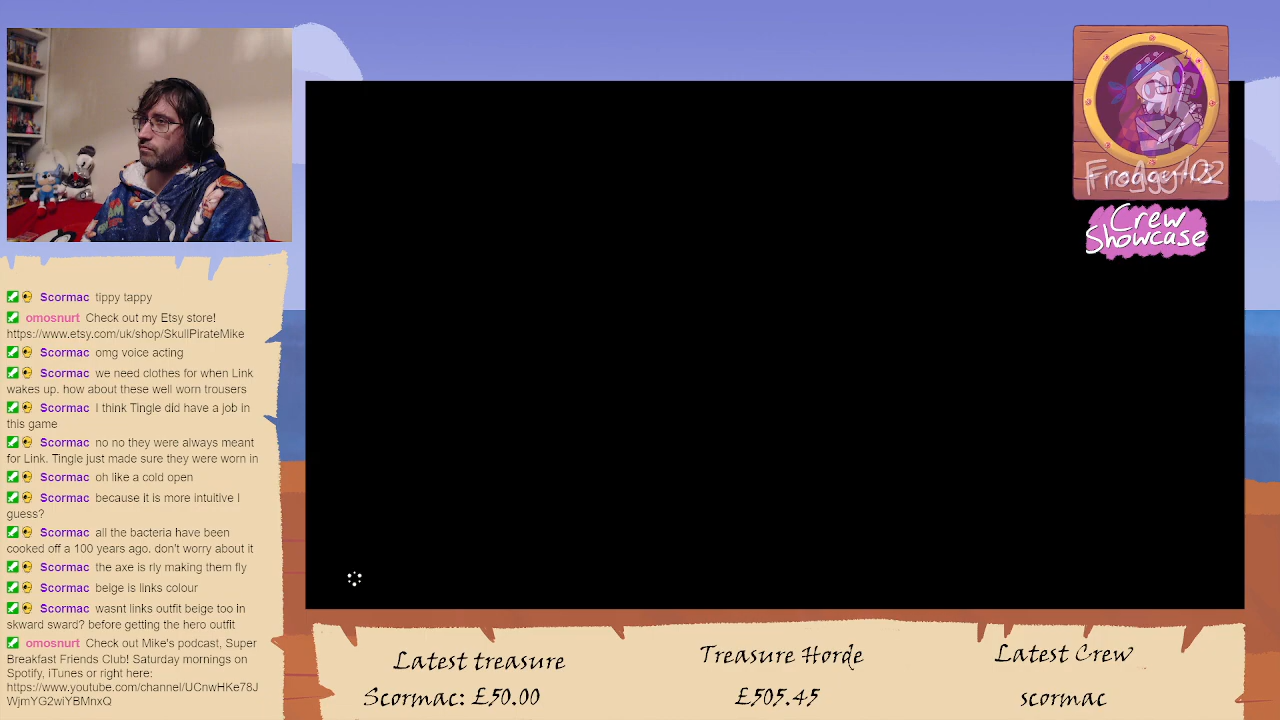 Froggy102
Crew
Showcase
Scormac tippy tappy
omosnurt Check out my Etsy store!
https://www.etsy.com/uk/shop/SkullPirateMike
Scormac omg voice acting
Scormac we need clothes for when Link
wakes up. how about these well worn trousers
Scormac I think Tingle did have a job in
this game
Scormac no no they were always meant
for Link. Tingle just made sure they were worn in
Scormac oh like a cold open
Scormac because it is more intuitive I
guess?
Scormac all the bacteria have been
cooked off a 100 years ago. don't worry about it
Scormac the axe is rly making them fly
Scormac beige is links colour
Scormac wasnt links outfit beige too in
skward sward? before getting the hero outfit
omosnurt Check out Mike's podcast, Super
Breakfast Friends Club! Saturday mornings on
Spotify, iTunes or right here:
https://www.youtube.com/channel/UCnwHKe78J
WjmYG2wiYBMnxQ
Latest treasure
Scormac: £50.00
Treasure Horde
£505.45
Latest Crew
scormac